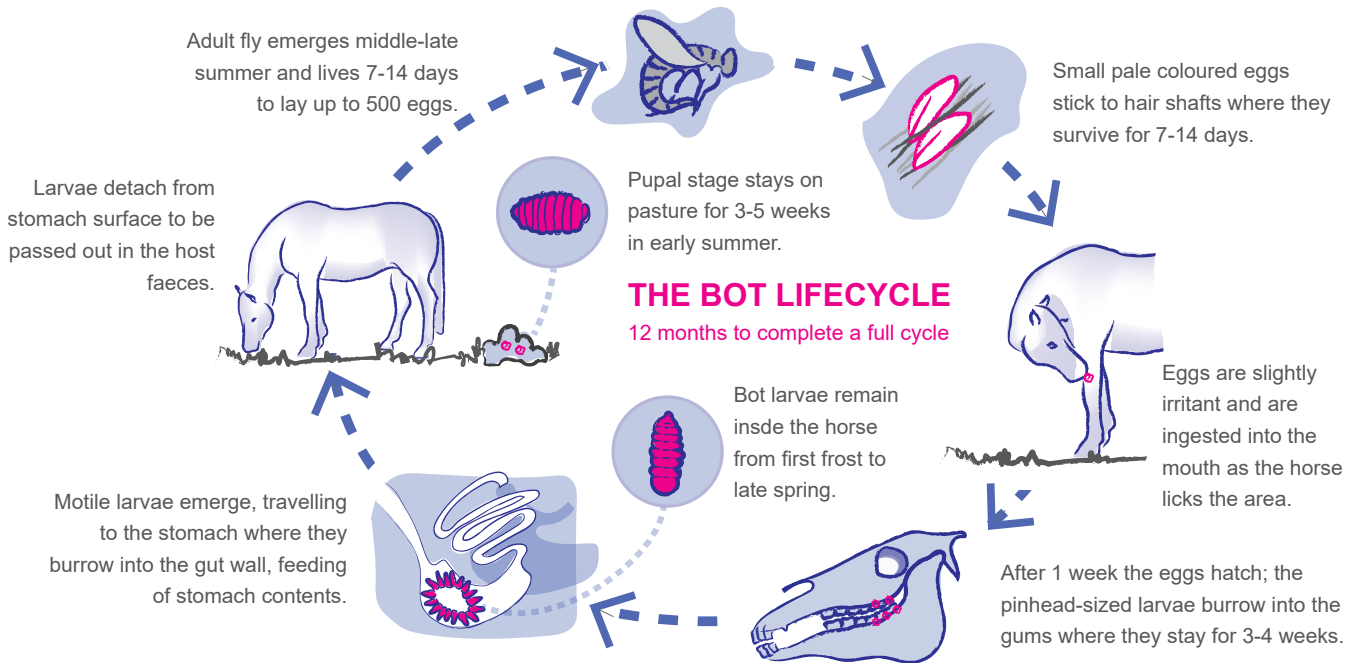 Adult fly emerges middle-late
summer and lives 7-14 days
to lay up to 500 eggs.
Small pale coloured eggs
stick to hair shafts where they
survive for 7-14 days.
Larvae detach from
stomach surface to be
passed out in the host
faeces.
Pupal stage stays on
pasture for 3-5 weeks
in early summer.
THE BOT LIFECYCLE
12 months to complete a full cycle
Eggs are slightly
irritant and are
ingested into the
mouth as the horse
licks the area.
Bot larvae remain
insde the horse
from first frost to
late spring.
Motile larvae emerge, travelling
to the stomach where they
burrow into the gut wall, feeding
of stomach contents.
After 1 week the eggs hatch; the
pinhead-sized larvae burrow into the
gums where they stay for 3-4 weeks.